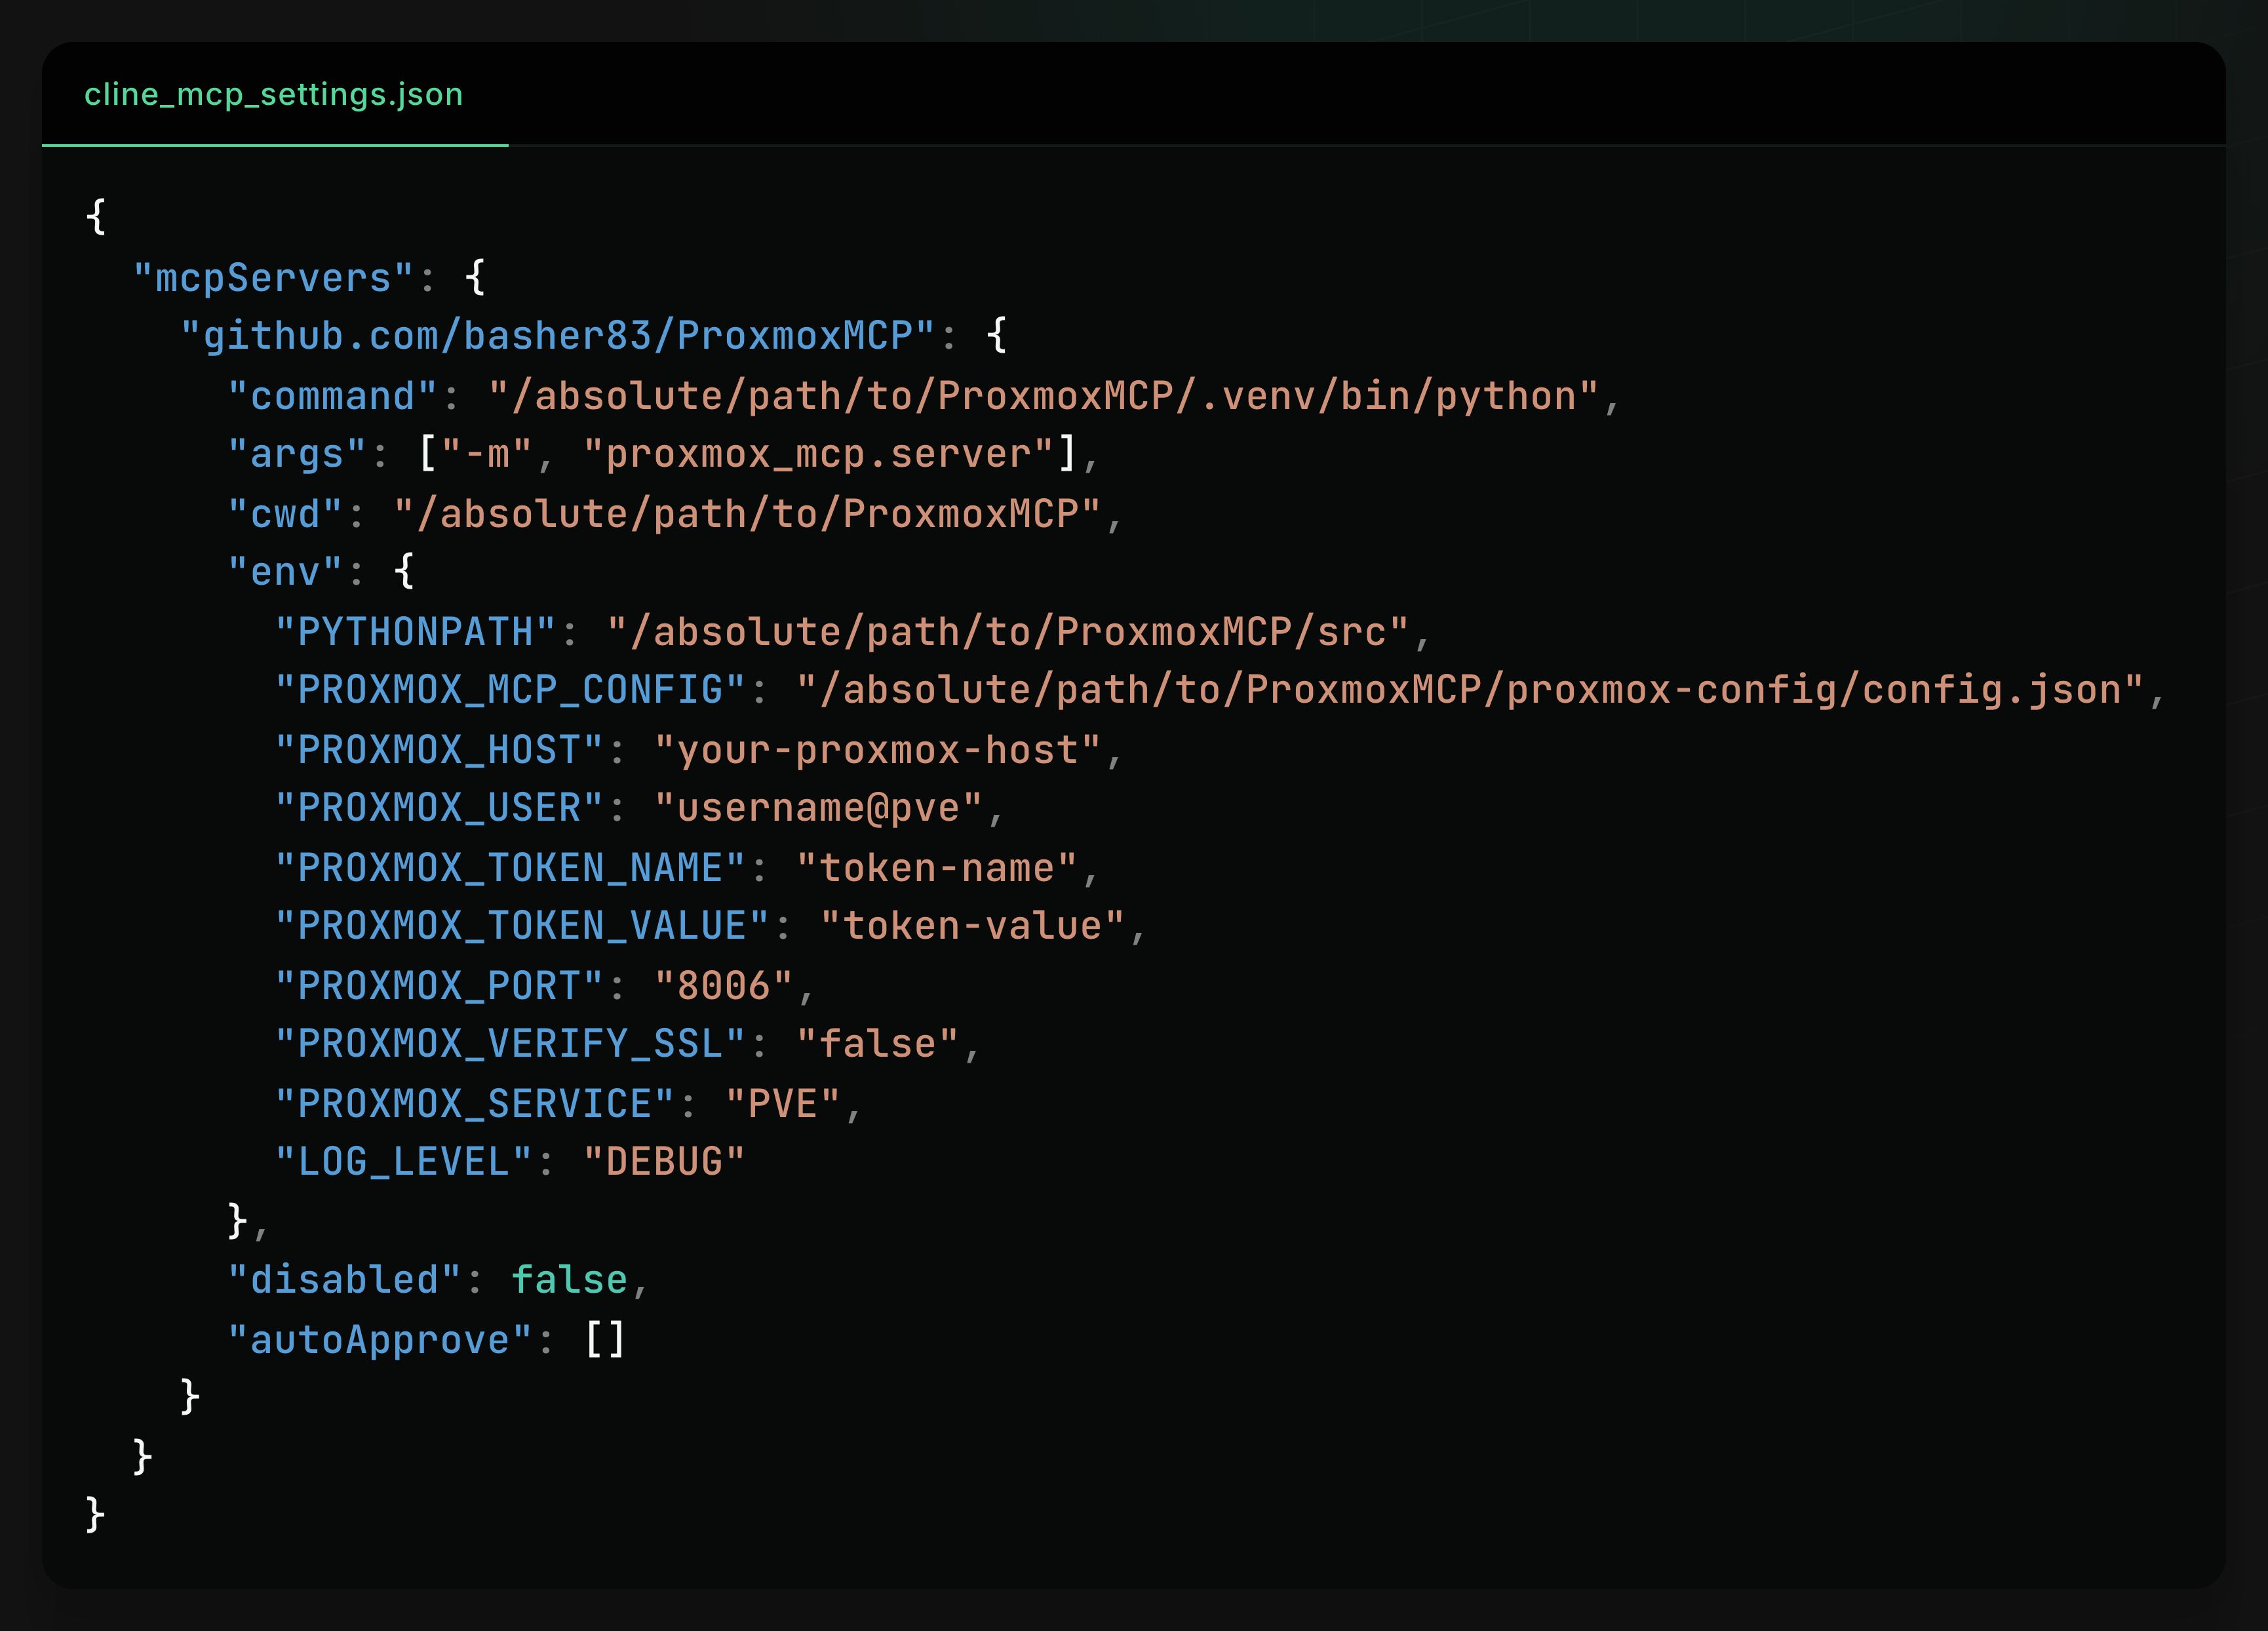 cline_mcp_settings.json
{
  "mcpServers": {
    "github.com/basher83/ProxmoxMCP": {
      "command": "/absolute/path/to/ProxmoxMCP/.venv/bin/python",
      "args": ["-m", "proxmox_mcp.server"],
      "cwd": "/absolute/path/to/ProxmoxMCP",
      "env": {
        "PYTHONPATH": "/absolute/path/to/ProxmoxMCP/src",
        "PROXMOX_MCP_CONFIG": "/absolute/path/to/ProxmoxMCP/proxmox-config/config.json",
        "PROXMOX_HOST": "your-proxmox-host",
        "PROXMOX_USER": "username@pve",
        "PROXMOX_TOKEN_NAME": "token-name",
        "PROXMOX_TOKEN_VALUE": "token-value",
        "PROXMOX_PORT": "8006",
        "PROXMOX_VERIFY_SSL": "false",
        "PROXMOX_SERVICE": "PVE",
        "LOG_LEVEL": "DEBUG"
      },
      "disabled": false,
      "autoApprove": []
    }
  }
}